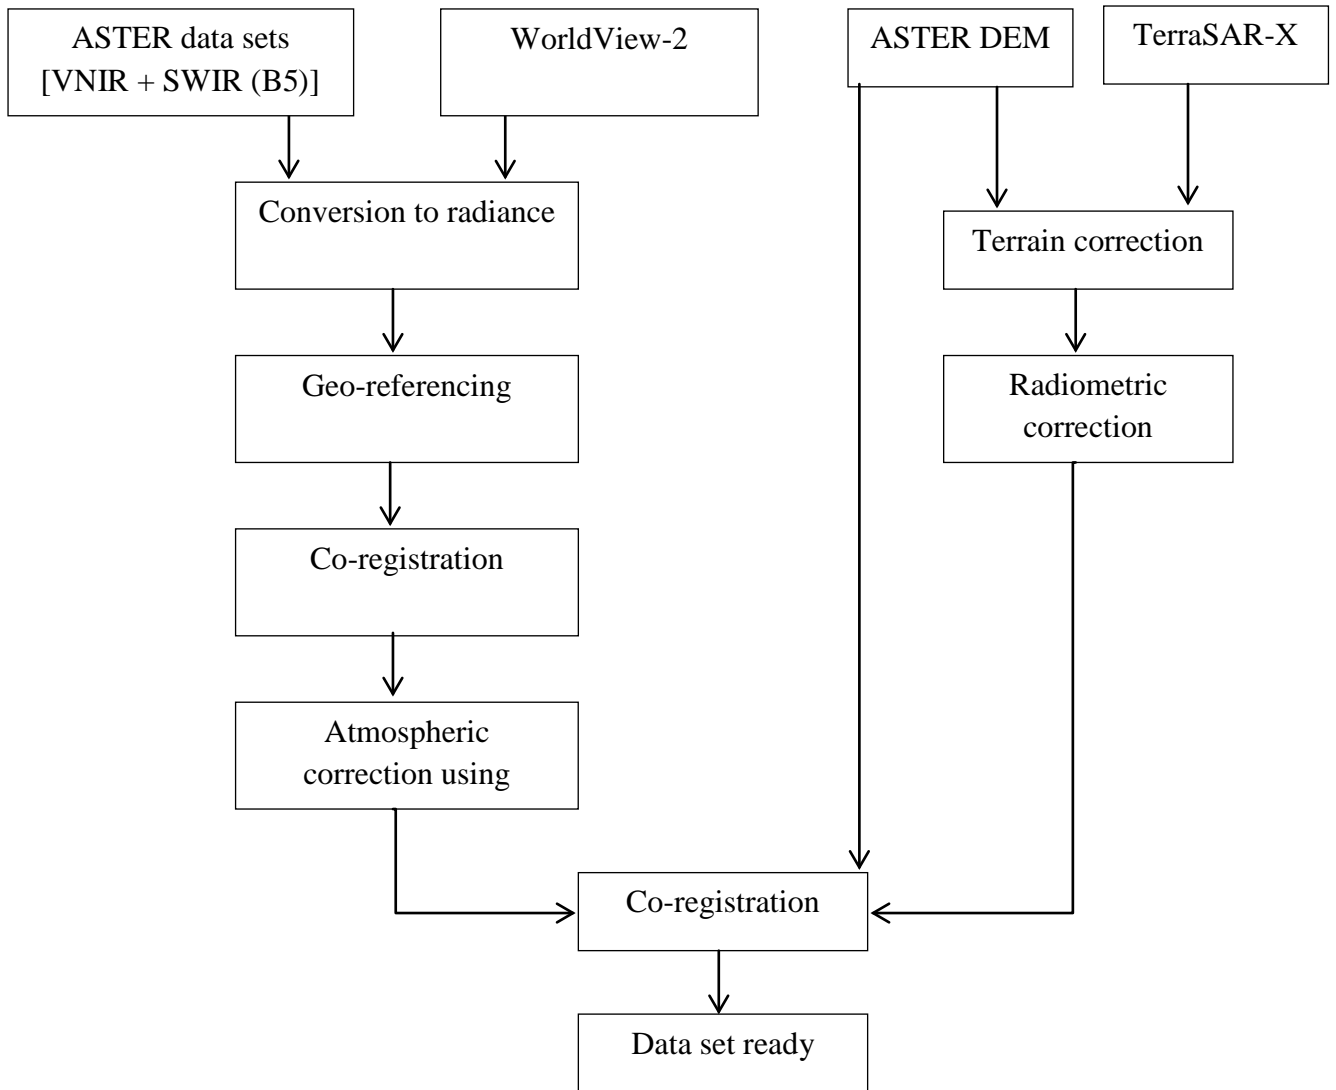 ASTER data sets
[VNIR + SWIR (B5)]
WorldView-2
ASTER DEM
TerraSAR-X
Conversion to radiance
Terrain correction
Geo-referencing
Radiometric
correction
Co-registration
Atmospheric
correction using
Co-registration
Data set ready